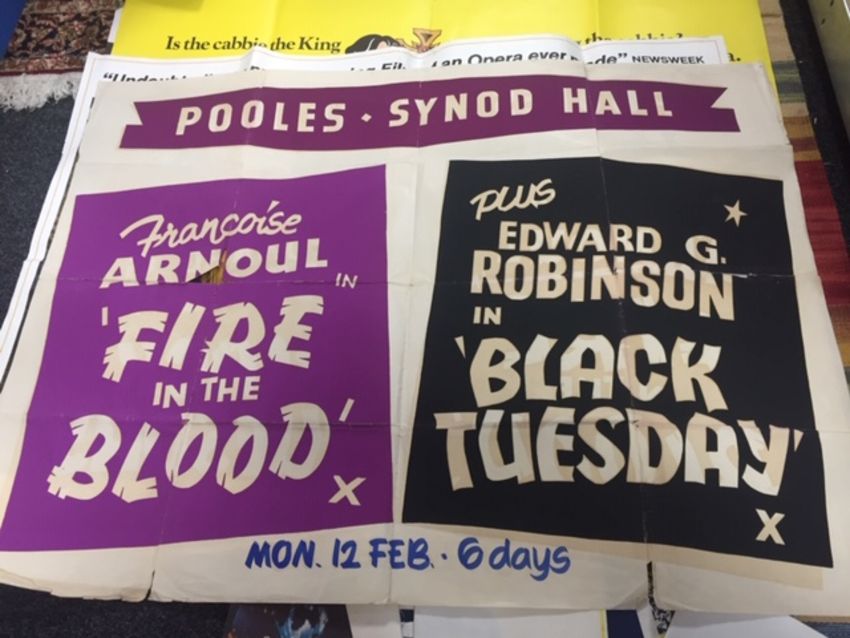 Is the cabbie the King
an Opera ever made" NEWSWEEK
POOLES · SYNOD HALL
Françoise
ARNOUL IN
'FIRE
IN THE
BLOOD'
X
PLUS
EDWARD G.
ROBINSON
IN
'BLACK
TUESDAY'
X
MON. 12 FEB. · 6 days